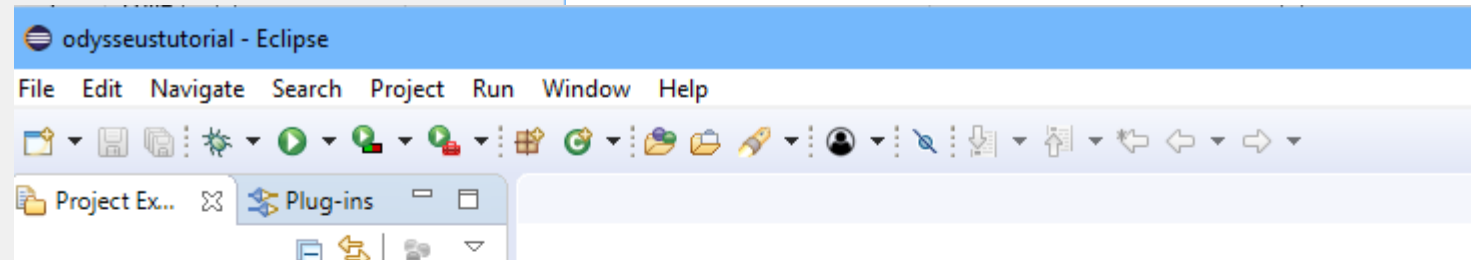 odysseustutorial - Eclipse
File Edit Navigate Search Project Run Window Help
Project Ex... Plug-ins